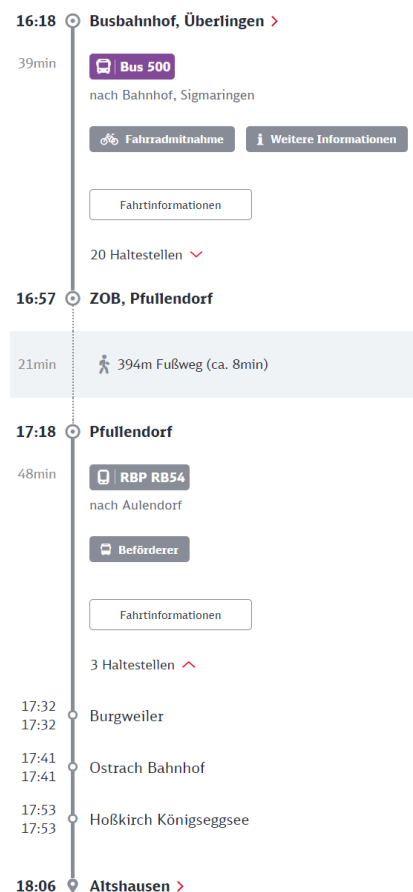 16:18 Busbahnhof, Überlingen
39min Bus 500
nach Bahnhof, Sigmaringen
Fahrradmitnahme Weitere Informationen
Fahrtinformationen
20 Haltestellen
16:57 ZOB, Pfullendorf
21min 394m Fußweg (ca. 8min)
17:18 Pfullendorf
48min RBP RB54
nach Aulendorf
Beförderer
Fahrtinformationen
3 Haltestellen
17:32
17:32 Burgweiler
17:41
17:41 Ostrach Bahnhof
17:53
17:53 Hoßkirch Königseggsee
18:06 Altshausen